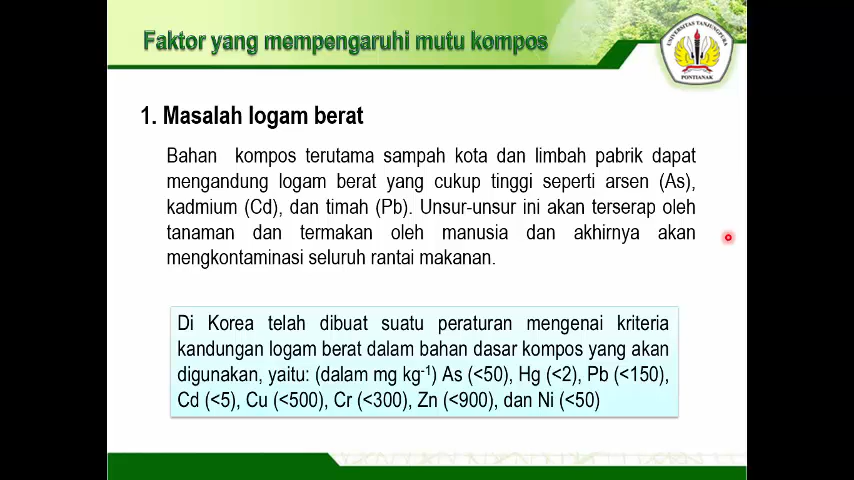 Faktor yang mempengaruhi mutu kompos
UNIVERSITAS TANJUNGPURA
PONTIANAK
1. Masalah logam berat
Bahan kompos terutama sampah kota dan limbah pabrik dapat
mengandung logam berat yang cukup tinggi seperti arsen (As),
kadmium (Cd), dan timah (Pb). Unsur-unsur ini akan terserap oleh
tanaman dan termakan oleh manusia dan akhirnya akan
mengkontaminasi seluruh rantai makanan.
Di Korea telah dibuat suatu peraturan mengenai kriteria
kandungan logam berat dalam bahan dasar kompos yang akan
digunakan, yaitu: (dalam mg kg⁻¹) As (<50), Hg (<2), Pb (<150),
Cd (<5), Cu (<500), Cr (<300), Zn (<900), dan Ni (<50)